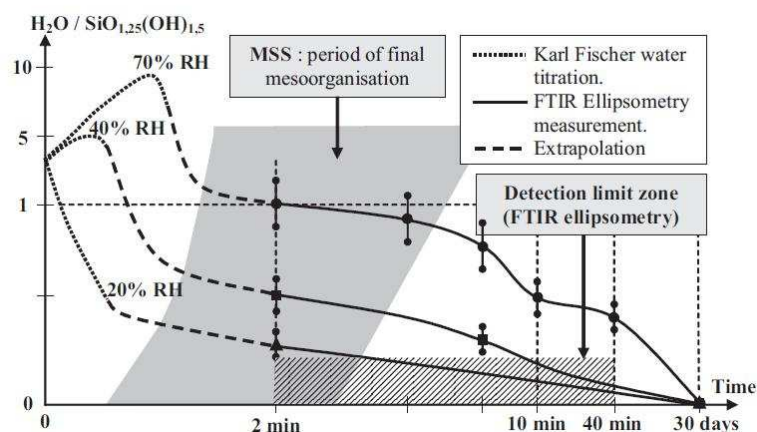 H₂O / SiO₁,₂₅(OH)₁,₅
10
5
1
0
70% RH
40% RH
20% RH
MSS : period of final
mesoorganisation
Karl Fischer water
titration.
FTIR Ellipsometry
measurement.
Extrapolation
Detection limit zone
(FTIR ellipsometry)
Time
0
2 min
10 min
40 min
30 days